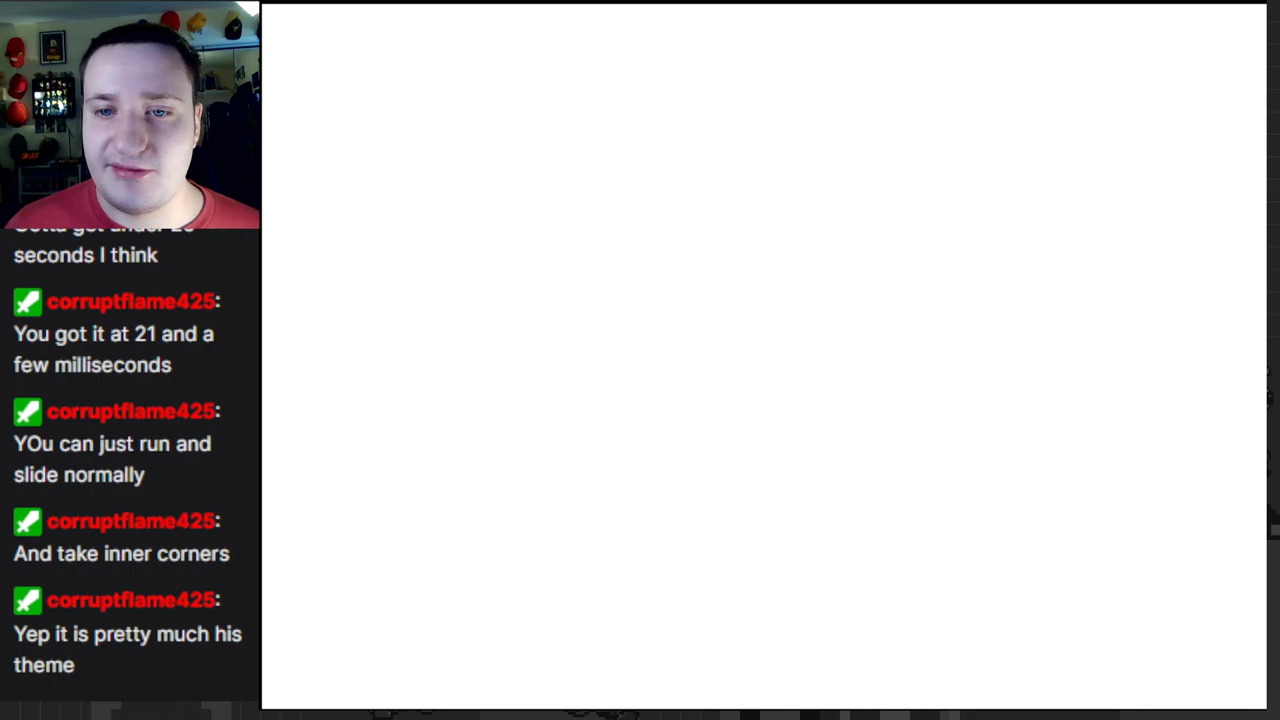 seconds I think
corruptflame425:
You got it at 21 and a
few milliseconds
corruptflame425:
YOu can just run and
slide normally
corruptflame425:
And take inner corners
corruptflame425:
Yep it is pretty much his
theme